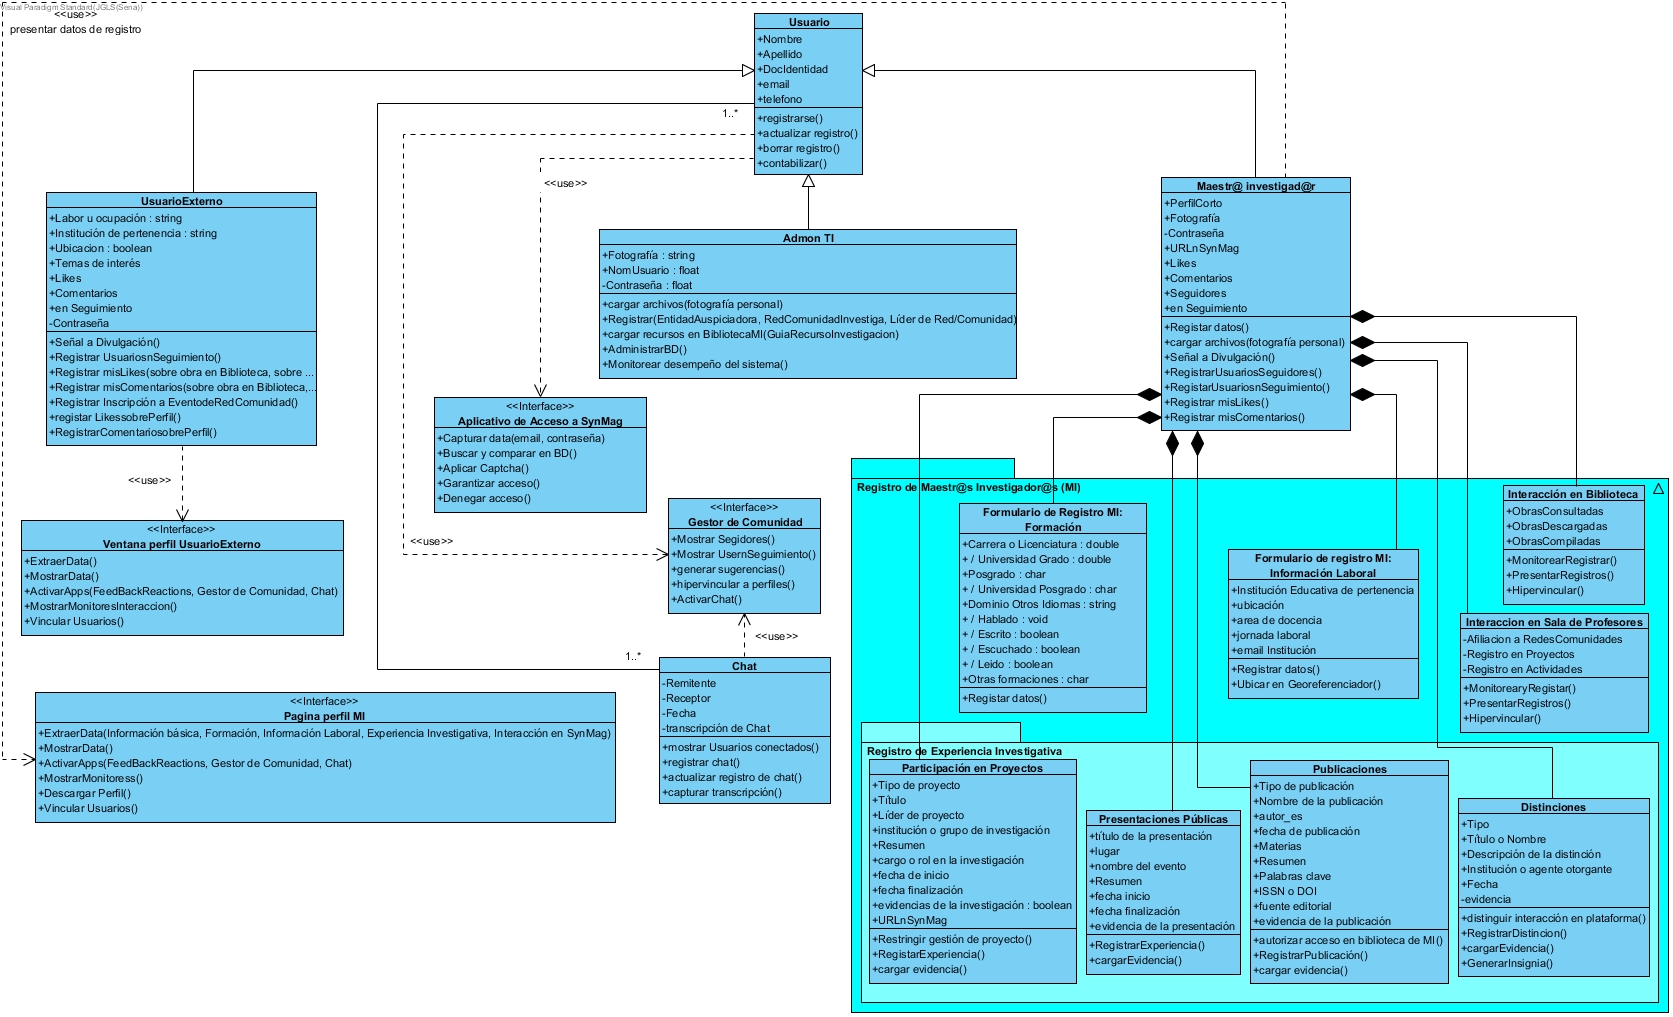 Visual Paradigm Standard(JGLS(Sena))
<<use>>
presentar datos de registro
Usuario
+Nombre
+Apellido
+DocIdentidad
+email
+telefono
+registrarse()
+actualizar registro()
+borrar registro()
+contabilizar()
1..*
<<use>>
UsuarioExterno
+Labor u ocupación : string
+Institución de pertenencia : string
+Ubicacion : boolean
+Temas de interés
+Likes
+Comentarios
+en Seguimiento
-Contraseña
+Señal a Divulgación()
+Registrar UsuariosnSeguimiento()
+Registrar misLikes(sobre obra en Biblioteca, sobre ...
+Registrar misComentarios(sobre obra en Biblioteca,...
+Registrar Inscripción a EventodeRedComunidad()
+registar LikessobrePerfil()
+RegistrarComentariosobrePerfil()
Admon TI
+Fotografía : string
+NomUsuario : float
-Contraseña : float
+cargar archivos(fotografía personal)
+Registrar(EntidadAuspiciadora, RedComunidadInvestiga, Líder de Red/Comunidad)
+cargar recursos en BibliotecaMI(GuiaRecursoInvestigacion)
+AdministrarBD()
+Monitorear desempeño del sistema()
Maestr@ investigad@r
+PerfilCorto
+Fotografía
-Contraseña
+URLnSynMag
+Likes
+Comentarios
+Seguidores
+en Seguimiento
+Registar datos()
+cargar archivos(fotografía personal)
+Señal a Divulgación()
+RegistrarUsuariosSeguidores()
+RegistarUsuariosnSeguimiento()
+Registrar misLikes()
+Registrar misComentarios()
<<Interface>>
Aplicativo de Acceso a SynMag
+Capturar data(email, contraseña)
+Buscar y comparar en BD()
+Aplicar Captcha()
+Garantizar acceso()
+Denegar acceso()
<<use>>
<<Interface>>
Ventana perfil UsuarioExterno
+ExtraerData()
+MostrarData()
+ActivarApps(FeedBackReactions, Gestor de Comunidad, Chat)
+MostrarMonitoresInteraccion()
+Vincular Usuarios()
<<use>>
<<Interface>>
Gestor de Comunidad
+Mostrar Segidores()
+Mostrar UsernSeguimiento()
+generar sugerencias()
+hipervincular a perfiles()
+ActivarChat()
<<use>>
1..*
Chat
-Remitente
-Receptor
-Fecha
-transcripción de Chat
+mostrar Usuarios conectados()
+registrar chat()
+actualizar registro de chat()
+capturar transcripción()
<<Interface>>
Pagina perfil MI
+ExtraerData(Información básica, Formación, Información Laboral, Experiencia Investigativa, Interacción en SynMag)
+MostrarData()
+ActivarApps(FeedBackReactions, Gestor de Comunidad, Chat)
+MostrarMonitoress()
+Descargar Perfil()
+Vincular Usuarios()
Registro de Maestr@s Investigador@s (MI)
Formulario de Registro MI:
Formación
+Carrera o Licenciatura : double
+ / Universidad Grado : double
+Posgrado : char
+ / Universidad Posgrado : char
+Dominio Otros Idiomas : string
+ / Hablado : void
+ / Escrito : boolean
+ / Escuchado : boolean
+ / Leido : boolean
+Otras formaciones : char
+Registar datos()
Formulario de registro MI:
Información Laboral
+Institución Educativa de pertenencia
+ubicación
+area de docencia
+jornada laboral
+email Institución
+Registrar datos()
+Ubicar en Georeferenciador()
Interacción en Biblioteca
+ObrasConsultadas
+ObrasDescargadas
+ObrasCompiladas
+MonitorearRegistrar()
+PresentarRegistros()
+Hipervincular()
Interaccion en Sala de Profesores
-Afiliacion a RedesComunidades
-Registro en Proyectos
-Registro en Actividades
+MonitorearyRegistar()
+PresentarRegistros()
+Hipervincular()
Registro de Experiencia Investigativa
Participación en Proyectos
+Tipo de proyecto
+Título
+Líder de proyecto
+institución o grupo de investigación
+Resumen
+cargo o rol en la investigación
+fecha de inicio
+fecha finalización
+evidencias de la investigación : boolean
+URLnSynMag
+Restringir gestión de proyecto()
+RegistarExperiencia()
+cargar evidencia()
Presentaciones Públicas
+título de la presentación
+lugar
+nombre del evento
+Resumen
+fecha inicio
+fecha finalización
+evidencia de la presentación
+RegistrarExperiencia()
+cargarEvidencia()
Publicaciones
+Tipo de publicación
+Nombre de la publicación
+autor_es
+fecha de publicación
+Materias
+Resumen
+Palabras clave
+ISSN o DOI
+fuente editorial
+evidencia de la publicación
+autorizar acceso en biblioteca de MI()
+RegistrarPublicación()
+cargar evidencia()
Distinciones
+Tipo
+Título o Nombre
+Descripción de la distinción
+Institución o agente otorgante
+Fecha
-evidencia
+distinguir interacción en plataforma()
+RegistrarDistincion()
+cargarEvidencia()
+GenerarInsignia()